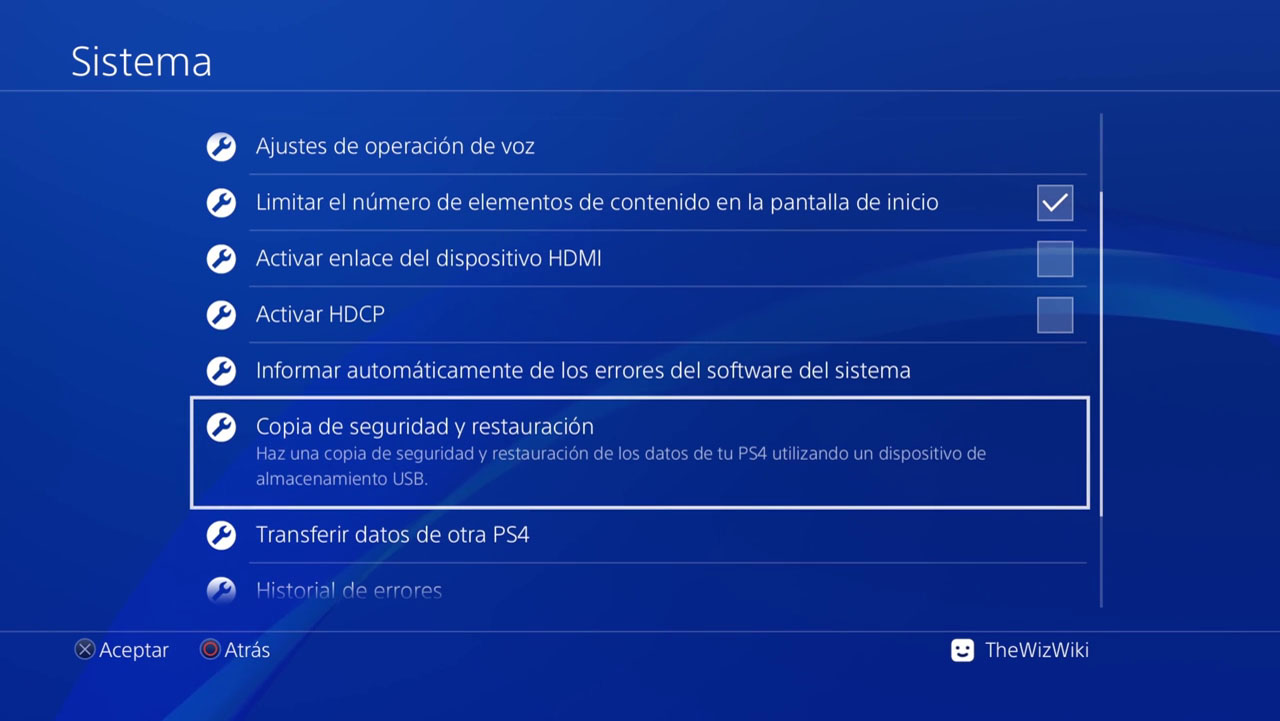 Sistema
Ajustes de operación de voz
Limitar el número de elementos de contenido en la pantalla de inicio
Activar enlace del dispositivo HDMI
Activar HDCP
Informar automáticamente de los errores del software del sistema
Copia de seguridad y restauración
Haz una copia de seguridad y restauración de los datos de tu PS4 utilizando un dispositivo de
almacenamiento USB.
Transferir datos de otra PS4
Historial de errores
Aceptar Atrás TheWizWiki